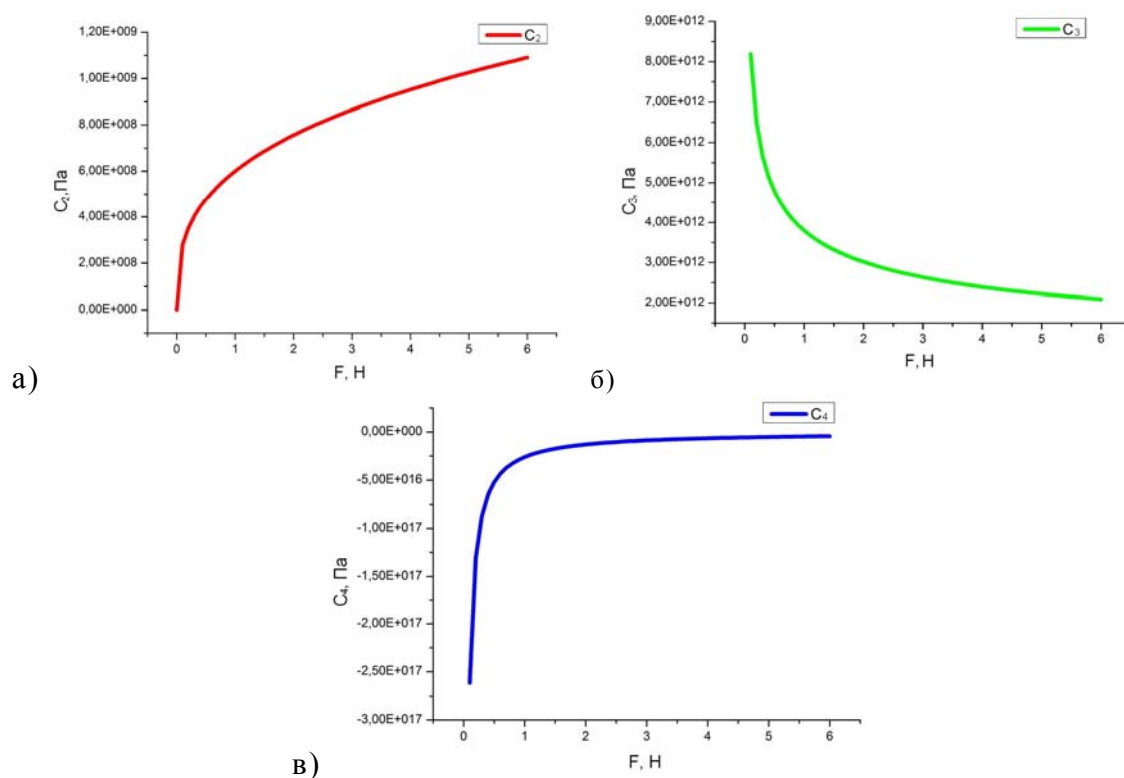 C₂
1,20E+009
1,00E+009
8,00E+008
6,00E+008
4,00E+008
2,00E+008
0,00E+000
C₂,Па
0 1 2 3 4 5 6
F, Н
а)
C₃
9,00E+012
8,00E+012
7,00E+012
6,00E+012
5,00E+012
4,00E+012
3,00E+012
2,00E+012
C₃, Па
0 1 2 3 4 5 6
F, Н
б)
C₄
0,00E+000
-5,00E+016
-1,00E+017
-1,50E+017
-2,00E+017
-2,50E+017
-3,00E+017
C₄, Па
0 1 2 3 4 5 6
F, Н
в)